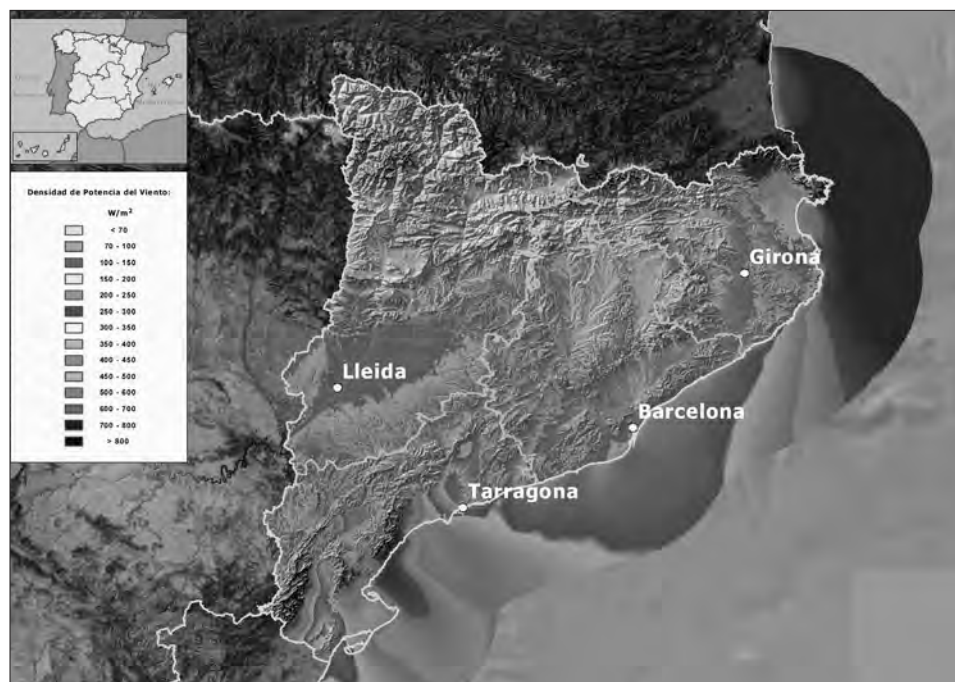 Densidad de Potencia del Viento:
W/m²
< 70
70 - 100
100 - 150
150 - 200
200 - 250
250 - 300
300 - 350
350 - 400
400 - 450
450 - 500
500 - 600
600 - 700
700 - 800
> 800
Girona
Lleida
Barcelona
Tarragona